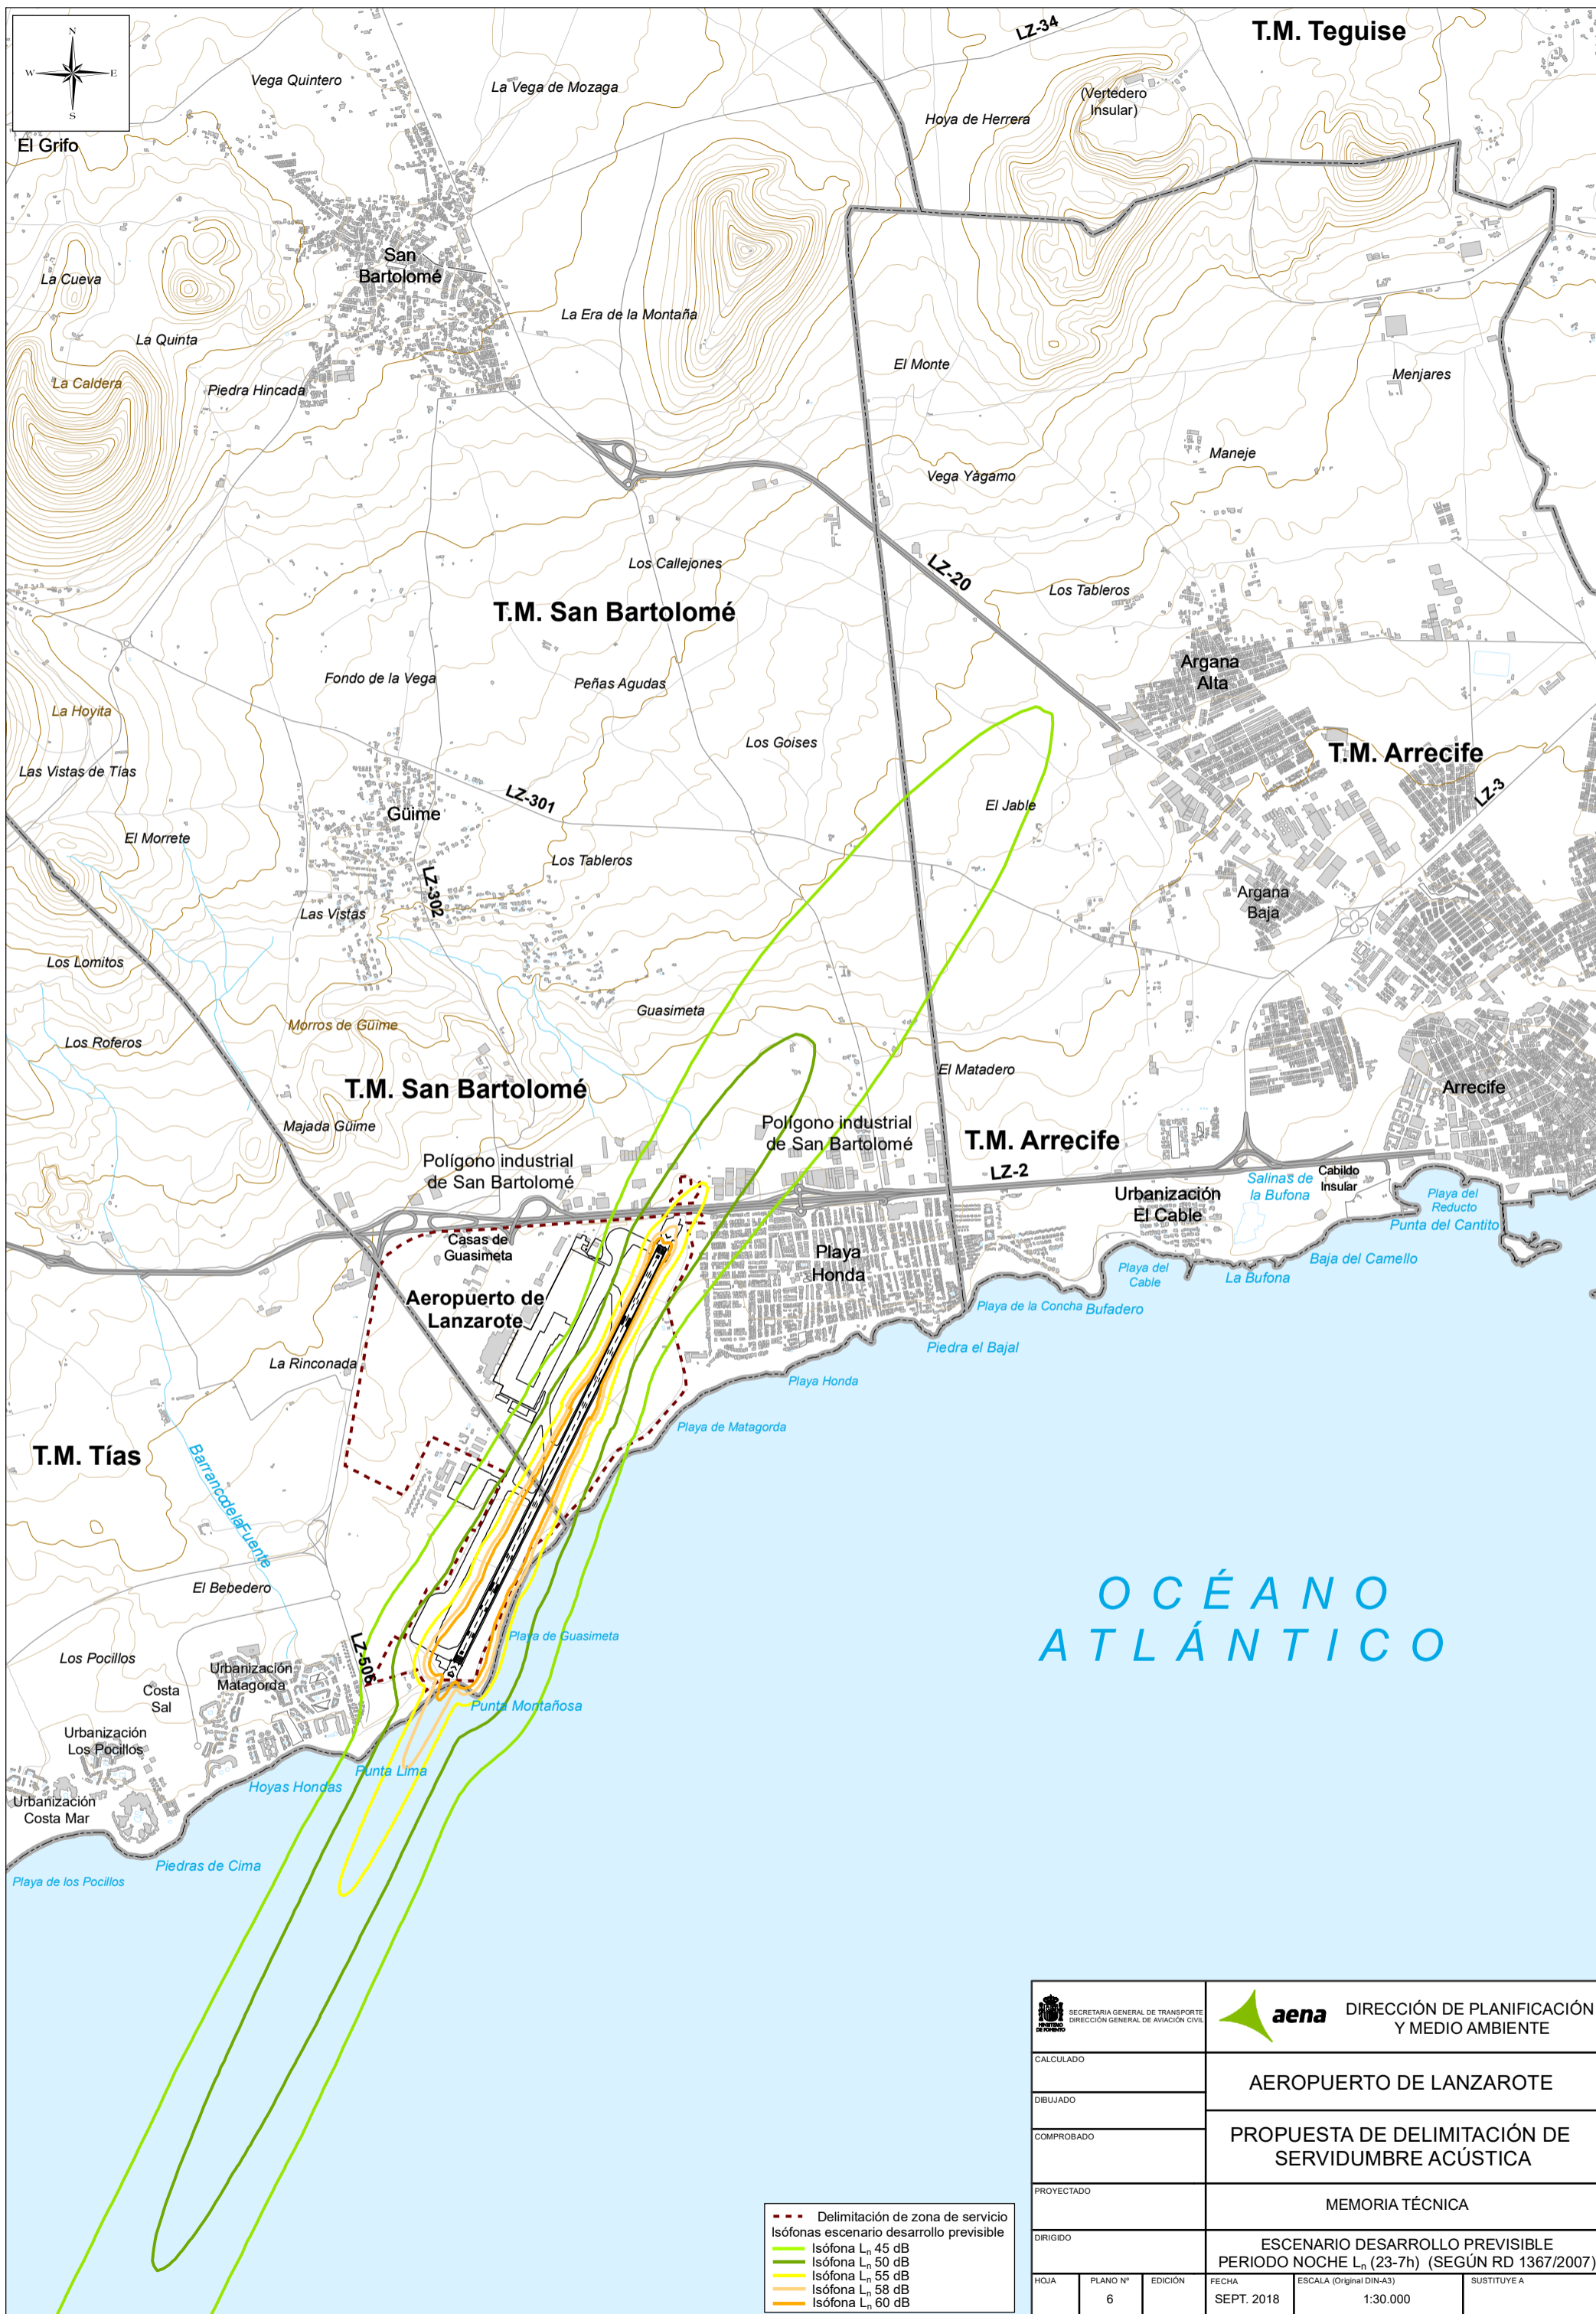 N
W
E
S
El Grifo
Vega Quintero
La Vega de Mozaga
LZ-34
T.M. Teguise
(Vertedero
Insular)
Hoya de Herrera
San
Bartolomé
La Cueva
La Quinta
La Era de la Montaña
La Caldera
Piedra Hincada
El Monte
Menjares
Maneje
Vega Yàgamo
Los Callejones
LZ-20
Los Tableros
T.M. San Bartolomé
Argana
Alta
Fondo de la Vega
Peñas Agudas
La Hoyita
Los Goises
T.M. Arrecife
Las Vistas de Tías
LZ-301
LZ-3
El Jable
Güime
El Morrete
Los Tableros
LZ-302
Argana
Baja
Las Vistas
Los Lomitos
Guasimeta
Morros de Güime
Los Roferos
El Matadero
T.M. San Bartolomé
Arrecife
Majada Güime
Polígono industrial
de San Bartolomé
T.M. Arrecife
Polígono industrial
de San Bartolomé
LZ-2
Salinas de
la Bufona
Cabildo
Insular
Urbanización
El Cable
Playa del
Reducto
Punta del Cantito
Casas de
Guasimeta
Playa
Honda
Baja del Camello
Playa del
Cable
La Bufona
Aeropuerto de
Lanzarote
Playa de la Concha
Bufadero
Piedra el Bajal
La Rinconada
Playa Honda
Playa de Matagorda
T.M. Tías
Barranco de la Fuente
El Bebedero
OCÉANO
ATLÁNTICO
Playa de Guasimeta
LZ-506
Los Pocillos
Urbanización
Matagorda
Costa
Sal
Punta Montañosa
Urbanización
Los Pocillos
Punta Lima
Hoyas Hondas
Urbanización
Costa Mar
Piedras de Cima
Playa de los Pocillos
Delimitación de zona de servicio
Isófonas escenario desarrollo previsible
Isófona Ln 45 dB
Isófona Ln 50 dB
Isófona Ln 55 dB
Isófona Ln 58 dB
Isófona Ln 60 dB
MINISTERIO
DE FOMENTO
SECRETARIA GENERAL DE TRANSPORTE
DIRECCIÓN GENERAL DE AVIACIÓN CIVIL
aena
DIRECCIÓN DE PLANIFICACIÓN
Y MEDIO AMBIENTE
CALCULADO
AEROPUERTO DE LANZAROTE
DIBUJADO
COMPROBADO
PROPUESTA DE DELIMITACIÓN DE
SERVIDUMBRE ACÚSTICA
PROYECTADO
MEMORIA TÉCNICA
DIRIGIDO
ESCENARIO DESARROLLO PREVISIBLE
PERIODO NOCHE Ln (23-7h) (SEGÚN RD 1367/2007)
HOJA
PLANO Nº
6
EDICIÓN
FECHA
SEPT. 2018
ESCALA (Original DIN-A3)
1:30.000
SUSTITUYE A